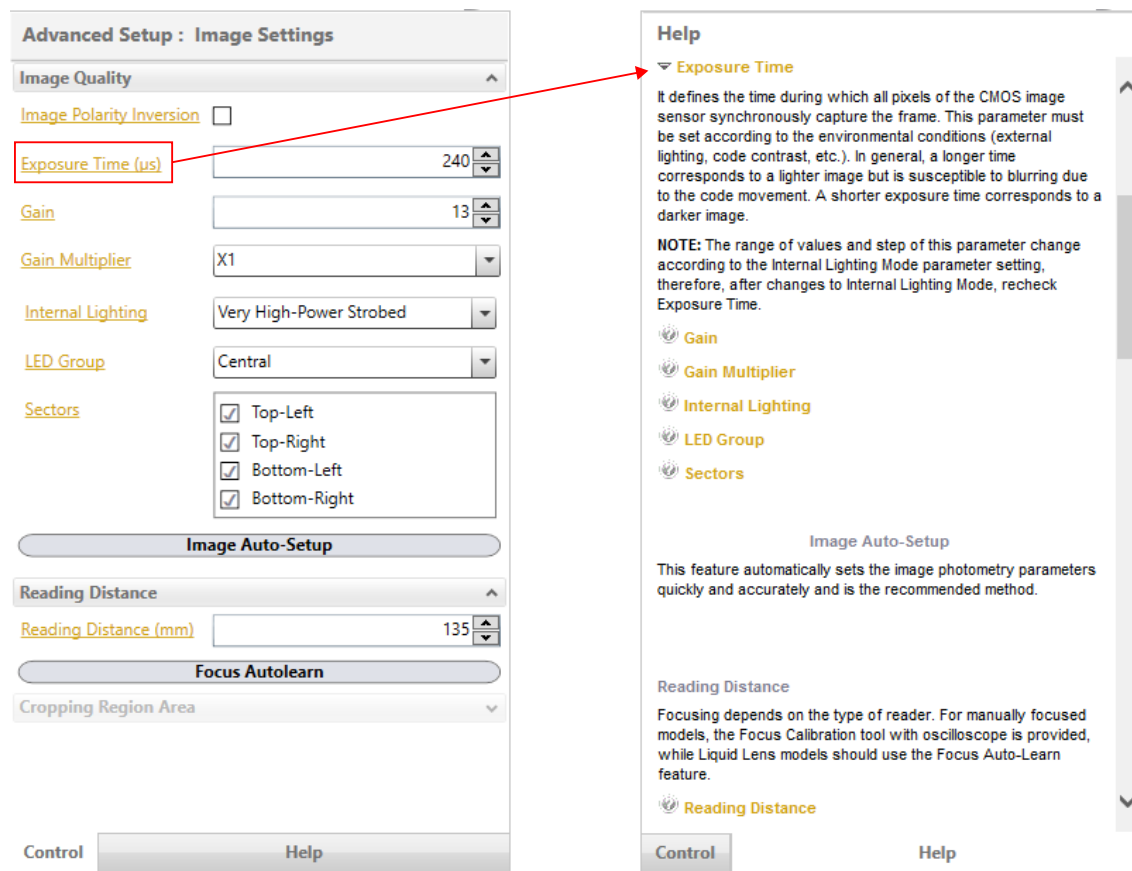 Advanced Setup : Image Settings
Image Quality
Image Polarity Inversion
Exposure Time (µs) 240
Gain 13
Gain Multiplier X1
Internal Lighting Very High-Power Strobed
LED Group Central
Sectors Top-Left
Top-Right
Bottom-Left
Bottom-Right
Image Auto-Setup
Reading Distance
Reading Distance (mm) 135
Focus Autolearn
Cropping Region Area
Control Help
Help
Exposure Time
It defines the time during which all pixels of the CMOS image
sensor synchronously capture the frame. This parameter must
be set according to the environmental conditions (external
lighting, code contrast, etc.). In general, a longer time
corresponds to a lighter image but is susceptible to blurring due
to the code movement. A shorter exposure time corresponds to a
darker image.
NOTE: The range of values and step of this parameter change
according to the Internal Lighting Mode parameter setting,
therefore, after changes to Internal Lighting Mode, recheck
Exposure Time.
Gain
Gain Multiplier
Internal Lighting
LED Group
Sectors
Image Auto-Setup
This feature automatically sets the image photometry parameters
quickly and accurately and is the recommended method.
Reading Distance
Focusing depends on the type of reader. For manually focused
models, the Focus Calibration tool with oscilloscope is provided,
while Liquid Lens models should use the Focus Auto-Learn
feature.
Reading Distance
Control Help